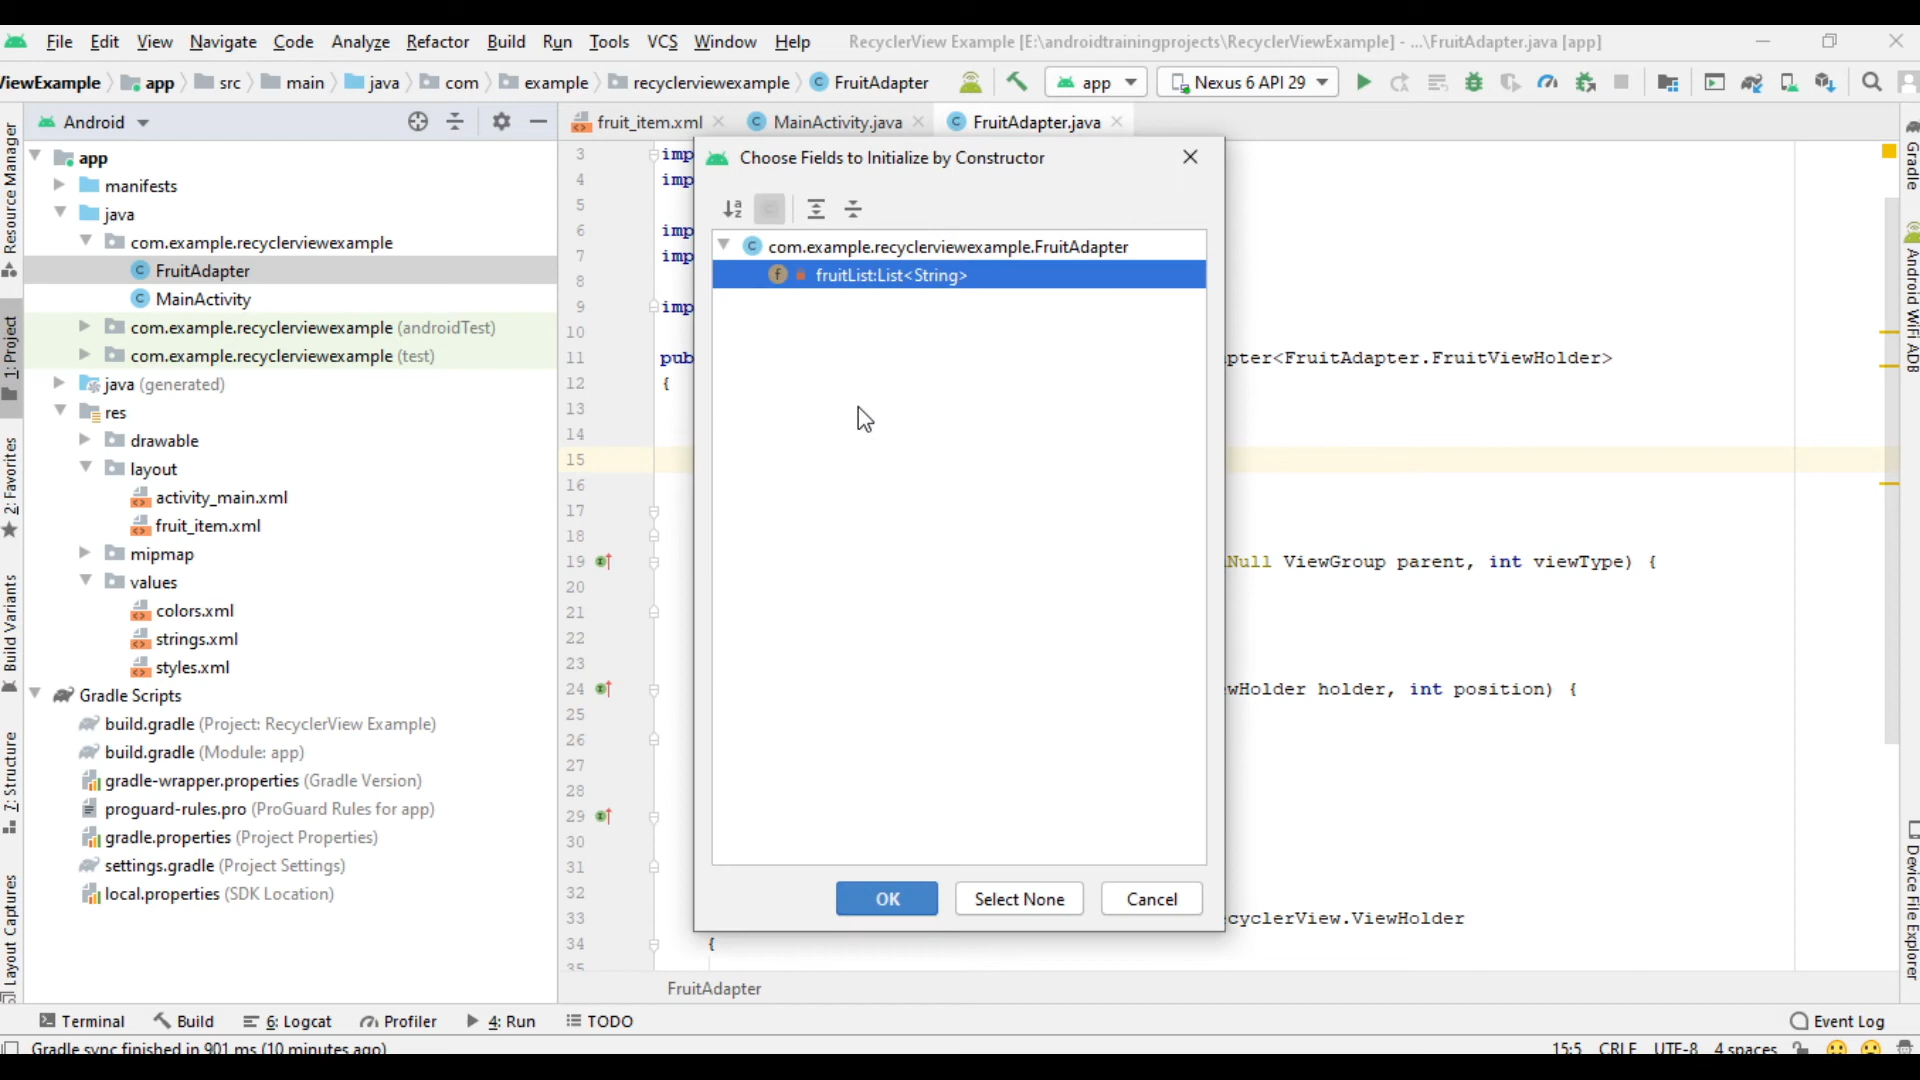 File Edit View Navigate Code Analyze Refactor Build Run Tools VCS Window Help RecyclerView Example [E:\androidtrainingprojects\RecyclerViewExample] - ...\FruitAdapter.java [app]
ViewExample app src main java com example recyclerviewexample FruitAdapter app Nexus 6 API 29
Android fruit_item.xml MainActivity.java FruitAdapter.java
Resource Manager
1: Project
2: Favorites
Build Variants
7: Structure
Layout Captures
app
manifests
java
com.example.recyclerviewexample
FruitAdapter
MainActivity
com.example.recyclerviewexample (androidTest)
com.example.recyclerviewexample (test)
java (generated)
res
drawable
layout
activity_main.xml
fruit_item.xml
mipmap
values
colors.xml
strings.xml
styles.xml
Gradle Scripts
build.gradle (Project: RecyclerView Example)
build.gradle (Module: app)
gradle-wrapper.properties (Gradle Version)
proguard-rules.pro (ProGuard Rules for app)
gradle.properties (Project Properties)
settings.gradle (Project Settings)
local.properties (SDK Location)
Choose Fields to Initialize by Constructor
com.example.recyclerviewexample.FruitAdapter
f fruitList:List<String>
OK Select None Cancel
3 imp
4 imp
5
6 imp
7 imp
8
9 imp
10
11 pub pter<FruitAdapter.FruitViewHolder>
12 {
13
14
15
16
17
18
19 Null ViewGroup parent, int viewType) {
20
21
22
23
24 wHolder holder, int position) {
25
26
27
28
29
30
31
32
33 cyclerView.ViewHolder
34 {
35
FruitAdapter
Gradle
Android WiFi ADB
Device File Explorer
Terminal Build 6: Logcat Profiler 4: Run TODO Event Log
Gradle sync finished in 901 ms (10 minutes ago) 15:5 CRLF UTF-8 4 spaces